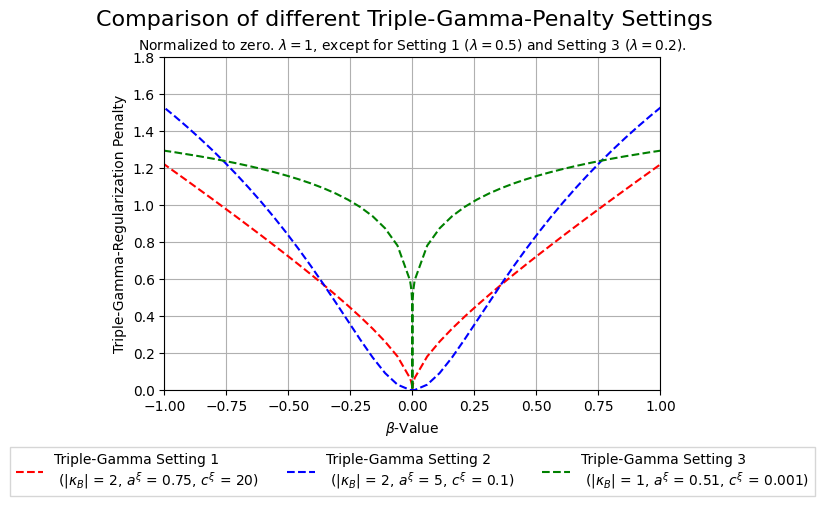 Comparison of different Triple-Gamma-Penalty Settings
Normalized to zero. λ = 1, except for Setting 1 (λ = 0.5) and Setting 3 (λ = 0.2).
Triple-Gamma-Regularization Penalty
1.8
1.6
1.4
1.2
1.0
0.8
0.6
0.4
0.2
0.0
−1.00 −0.75 −0.50 −0.25 0.00 0.25 0.50 0.75 1.00
β-Value
Triple-Gamma Setting 1
(|κ_B| = 2, a^ξ = 0.75, c^ξ = 20)
Triple-Gamma Setting 2
(|κ_B| = 2, a^ξ = 5, c^ξ = 0.1)
Triple-Gamma Setting 3
(|κ_B| = 1, a^ξ = 0.51, c^ξ = 0.001)